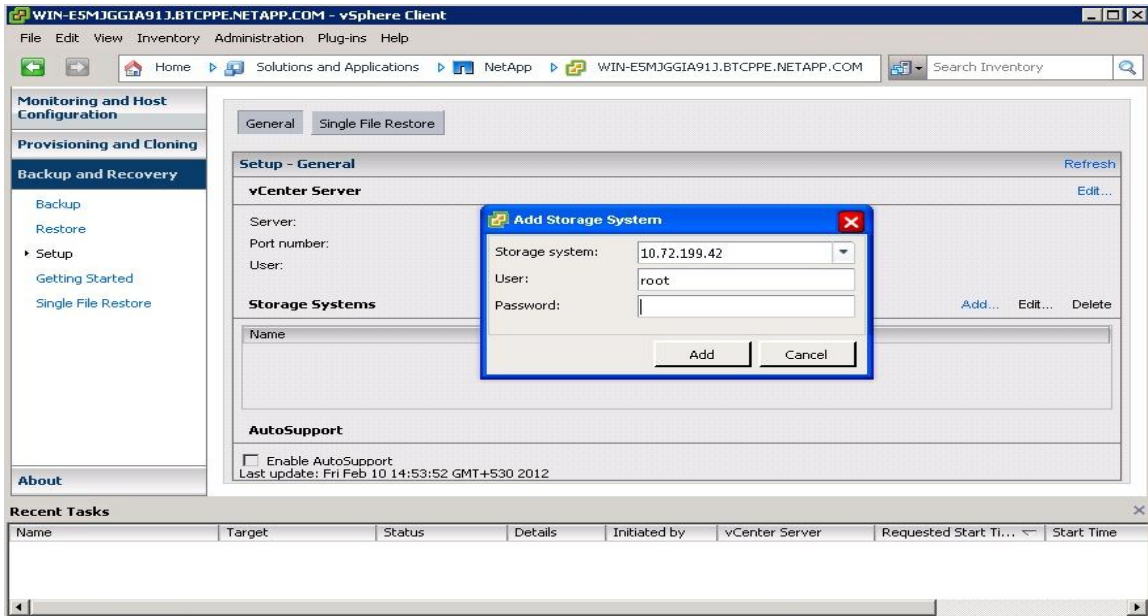 WIN-E5MJGGIA91J.BTCPPE.NETAPP.COM - vSphere Client
File Edit View Inventory Administration Plug-ins Help
Home Solutions and Applications NetApp WIN-E5MJGGIA91J.BTCPPE.NETAPP.COM Search Inventory
Monitoring and Host
Configuration
Provisioning and Cloning
Backup and Recovery
Backup
Restore
Setup
Getting Started
Single File Restore
About
General Single File Restore
Setup - General Refresh
vCenter Server Edit...
Server:
Port number:
User:
Storage Systems Add... Edit... Delete
Name
AutoSupport
Enable AutoSupport
Last update: Fri Feb 10 14:53:52 GMT+530 2012
Add Storage System
Storage system: 10.72.199.42
User: root
Password:
Add Cancel
Recent Tasks
Name Target Status Details Initiated by vCenter Server Requested Start Ti... Start Time